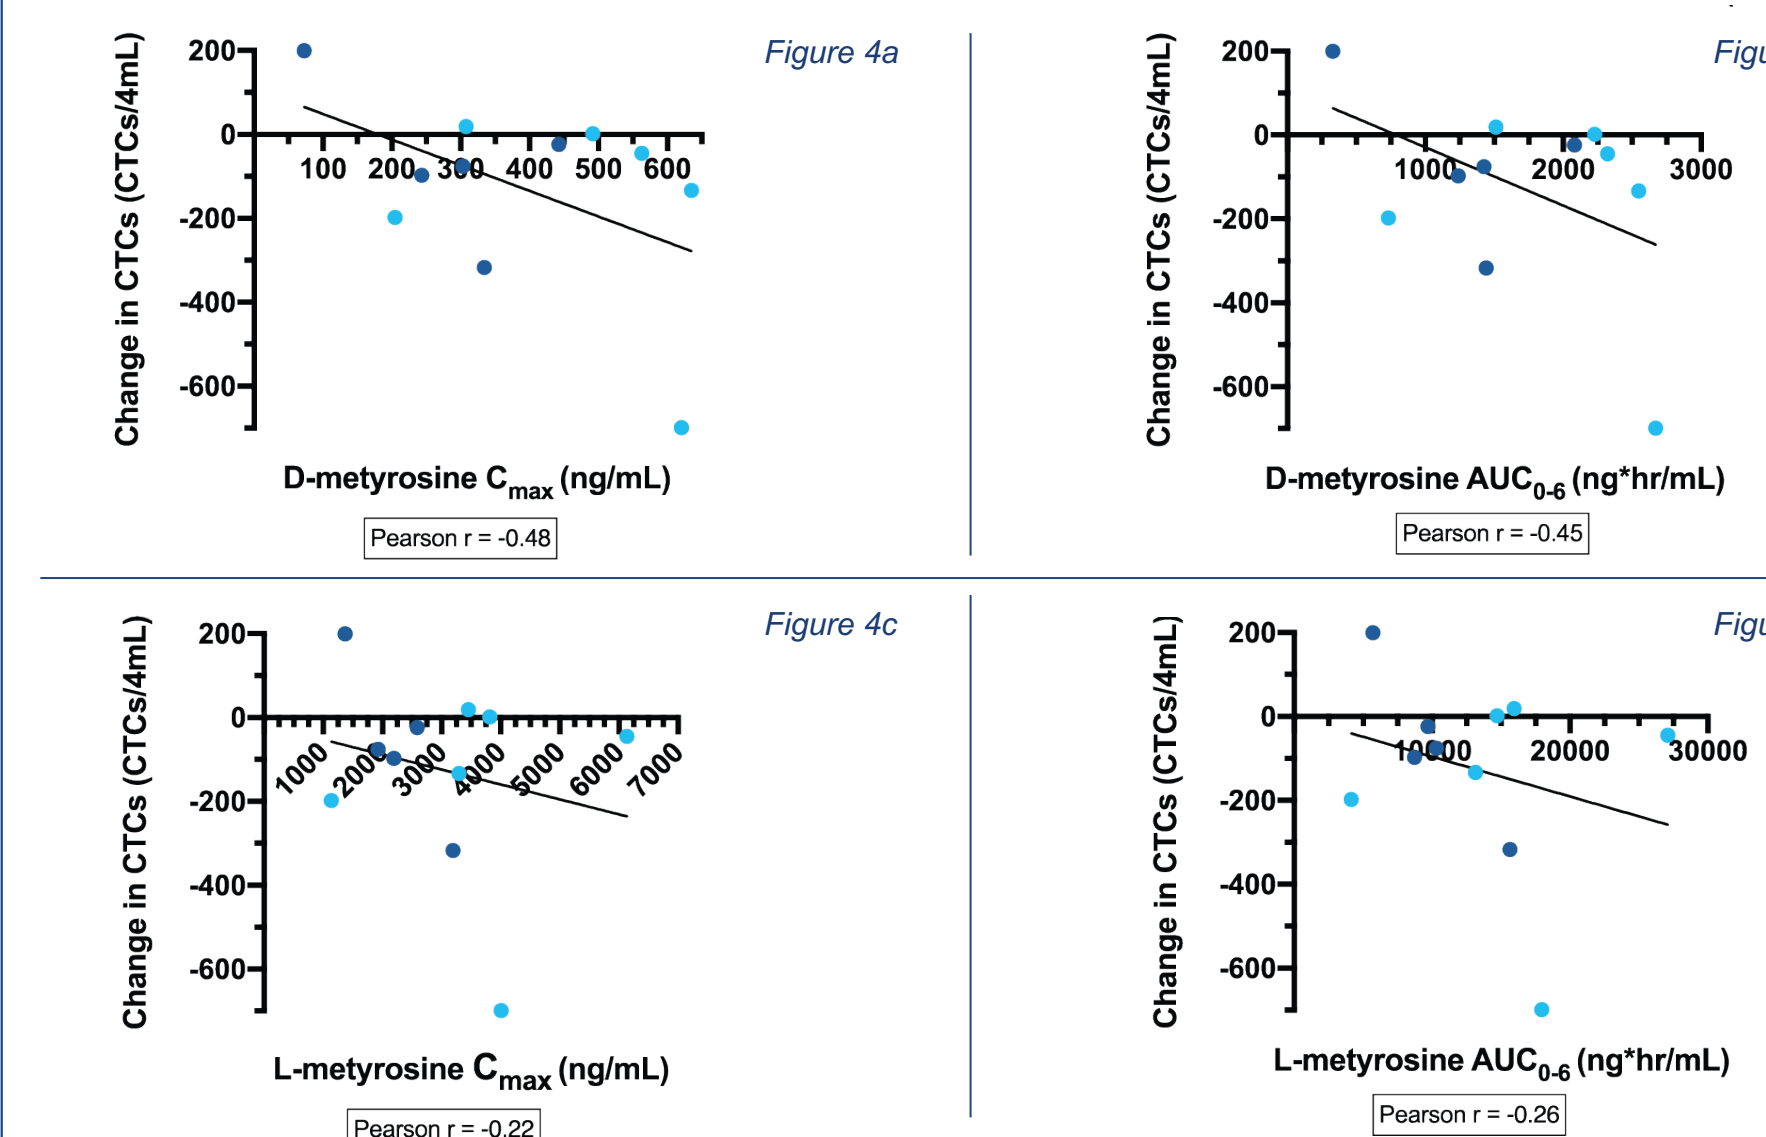 Figure 4a
Change in CTCs (CTCs/4mL)
200
0
-200
-400
-600
100 200 300 400 500 600
D-metyrosine Cmax (ng/mL)
Pearson r = -0.48
Change in CTCs (CTCs/4mL)
200
0
-200
-400
-600
1000 2000 3000
D-metyrosine AUC0-6 (ng*hr/mL)
Pearson r = -0.45
Figure 4c
Change in CTCs (CTCs/4mL)
200
0
-200
-400
-600
1000 2000 3000 4000 5000 6000 7000
L-metyrosine Cmax (ng/mL)
Pearson r = -0.22
Change in CTCs (CTCs/4mL)
200
0
-200
-400
-600
10000 20000 30000
L-metyrosine AUC0-6 (ng*hr/mL)
Pearson r = -0.26